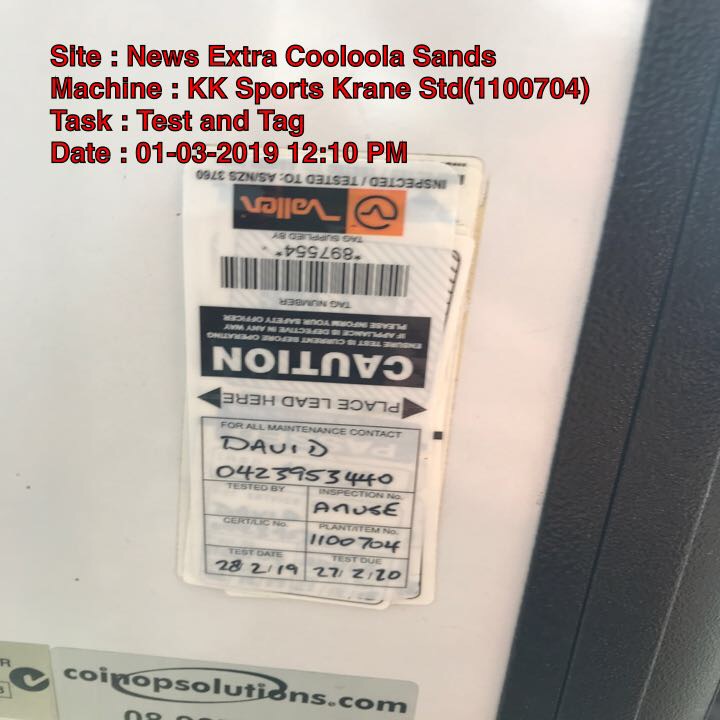 Site : News Extra Cooloola Sands
Machine : KK Sports Krane Std(1100704)
Task : Test and Tag
Date : 01-03-2019 12:10 PM
INSPECTED / TESTED TO: AS/NZS 3760
Vallen
TAG SUPPLIED BY
*897554*
TAG NUMBER
PLEASE INFORM YOUR SAFETY OFFICER
IF APPLIANCE IS DEFECTIVE IN ANY WAY
ENSURE TEST IS CURRENT BEFORE OPERATING
CAUTION
PLACE LEAD HERE
FOR ALL MAINTENANCE CONTACT
DAVID
0423953440
TESTED BY INSPECTION No.
AMUSE
CERT/LIC No. PLANT/ITEM No.
1100704
TEST DATE TEST DUE
28/2/19 27/2/20
R
coinopsolutions.com